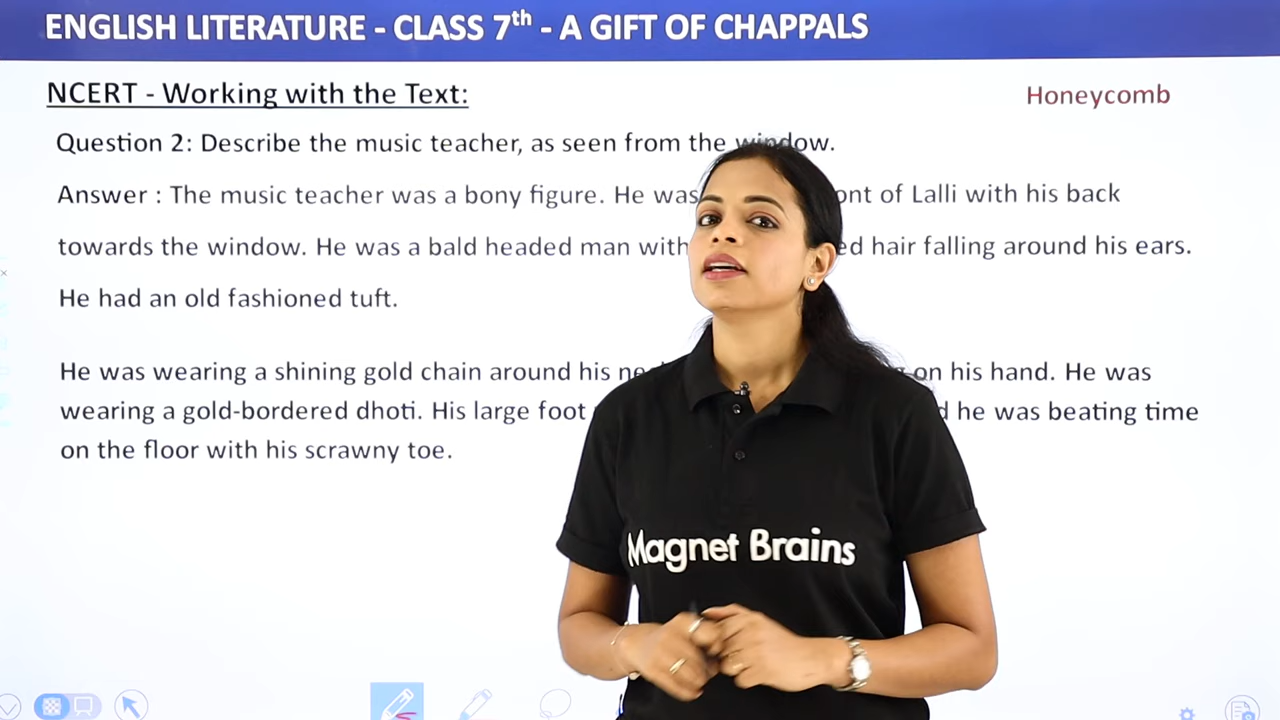 ENGLISH LITERATURE - CLASS 7th - A GIFT OF CHAPPALS
NCERT - Working with the Text:
Honeycomb
Question 2: Describe the music teacher, as seen from the window.
Answer : The music teacher was a bony figure. He was ont of Lalli with his back
towards the window. He was a bald headed man with ed hair falling around his ears.
He had an old fashioned tuft.
He was wearing a shining gold chain around his on his hand. He was
wearing a gold-bordered dhoti. His large foot he was beating time
on the floor with his scrawny toe.
Magnet Brains